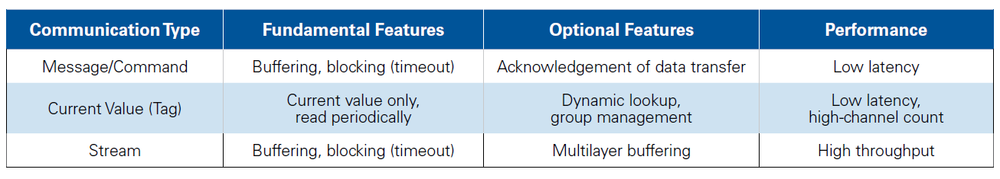 Communication Type Fundamental Features Optional Features Performance
Message/Command Buffering, blocking (timeout) Acknowledgement of data transfer Low latency
Current Value (Tag) Current value only, read periodically Dynamic lookup, group management Low latency, high-channel count
Stream Buffering, blocking (timeout) Multilayer buffering High throughput